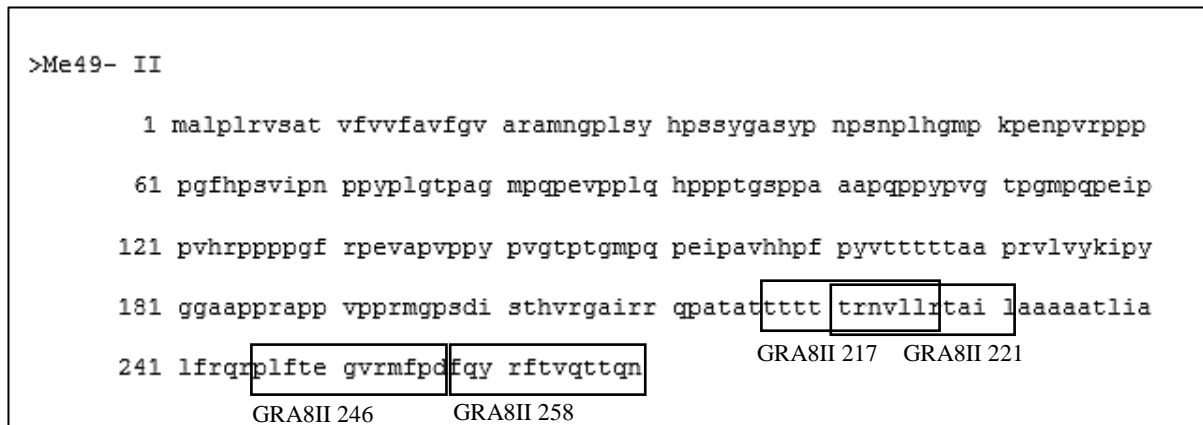 >Me49- II
1 malplrvsat vfvvfavfgv aramngplsy hpssygasyp npsnplhgmp kpenpvrppp
61 pgfhpsvipn ppyplgtpag mpqpevpplq hppptgsppa aapqppypvg tpgmpqpeip
121 pvhrppppgf rpevapvppy pvgtptgmpq peipavhhpf pyvttttttaa prvlvykipy
181 ggaapprapp vpprmgpsdi sthvrgairr qpatattttt trnvllrtai laaaaatlia
GRA8II 217 GRA8II 221
241 lfrqrplfte gvrmfpdfqy rftvqttqn
GRA8II 246 GRA8II 258